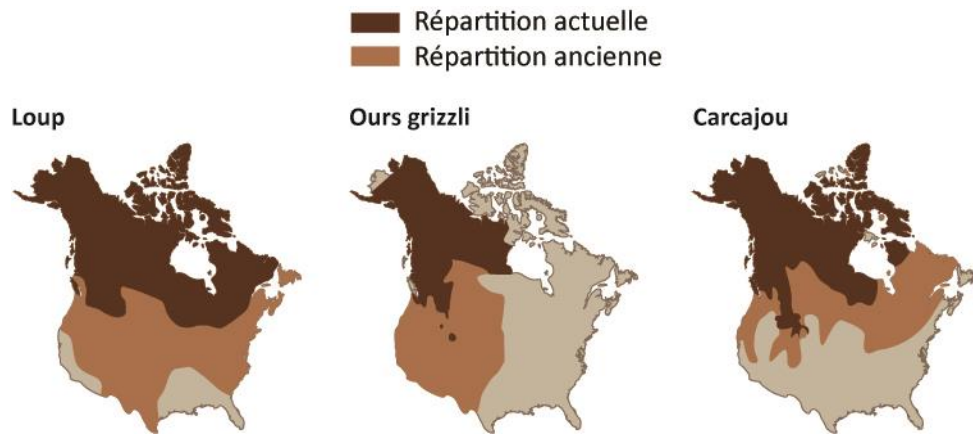 Répartition actuelle
Répartition ancienne
Loup
Ours grizzli
Carcajou